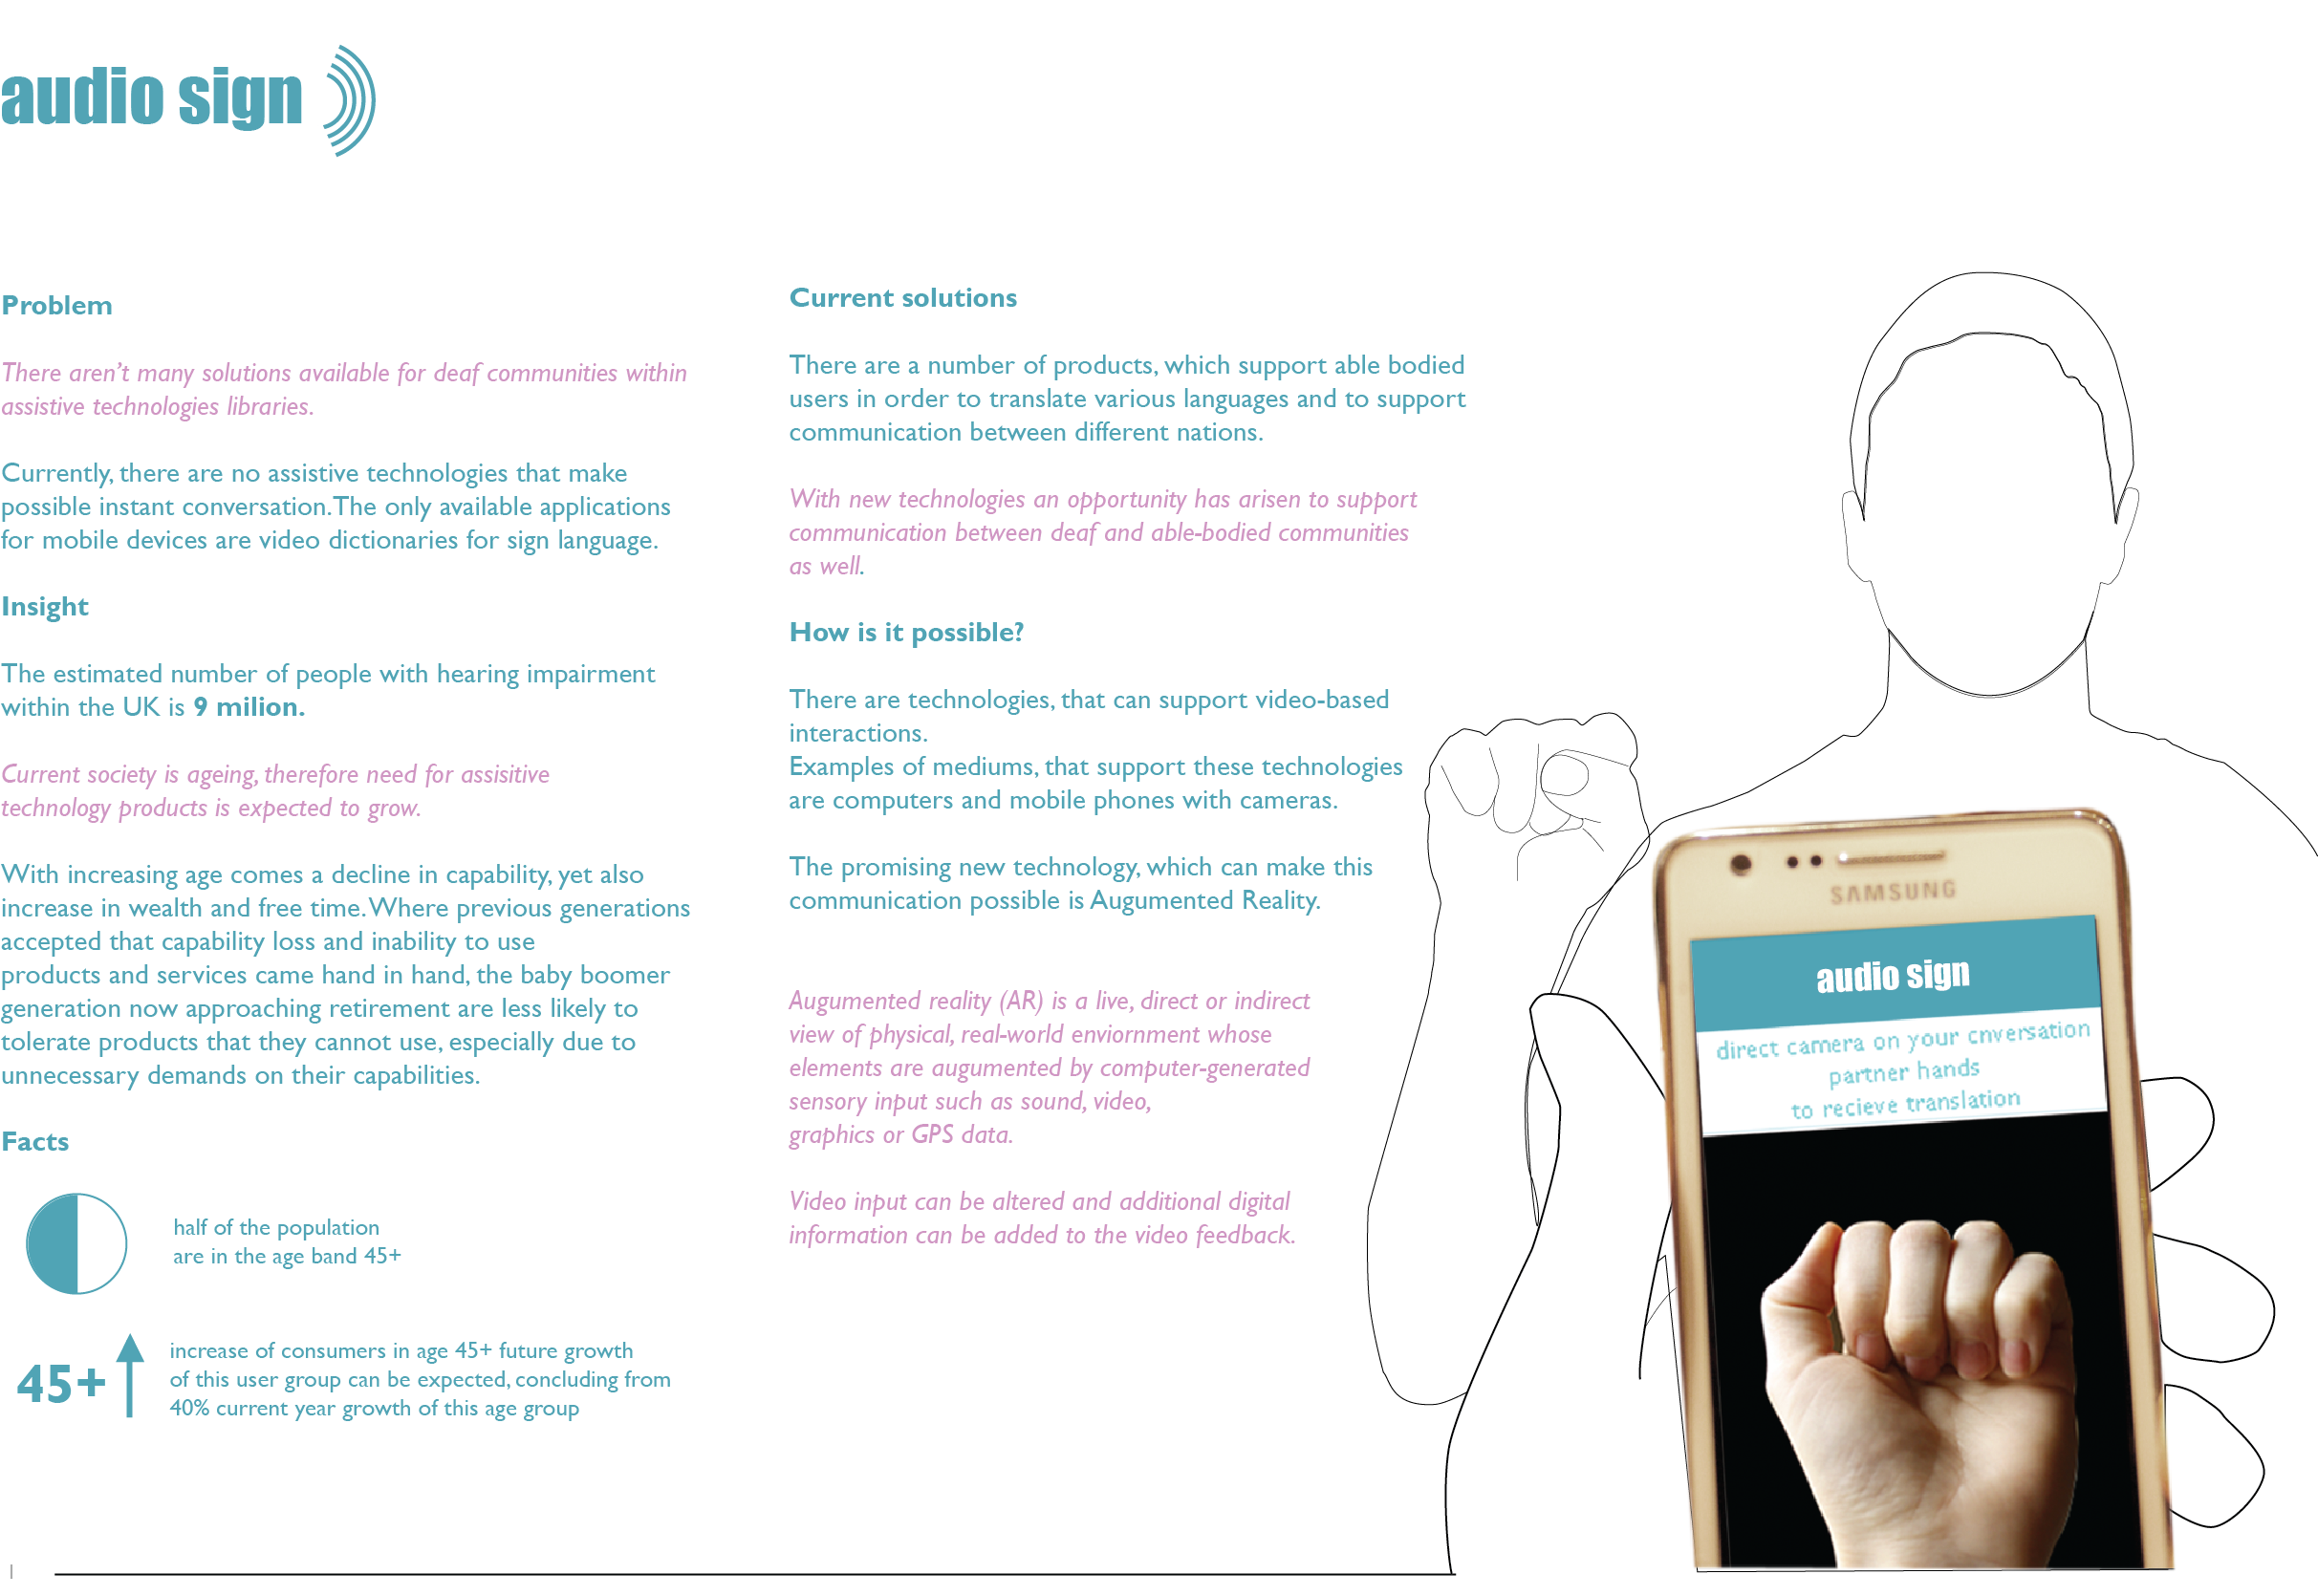 audio sign
Problem
There aren't many solutions available for deaf communities within
assistive technologies libraries.
Currently, there are no assistive technologies that make
possible instant conversation. The only available applications
for mobile devices are video dictionaries for sign language.
Insight
The estimated number of people with hearing impairment
within the UK is 9 milion.
Current society is ageing, therefore need for assisitive
technology products is expected to grow.
With increasing age comes a decline in capability, yet also
increase in wealth and free time. Where previous generations
accepted that capability loss and inability to use
products and services came hand in hand, the baby boomer
generation now approaching retirement are less likely to
tolerate products that they cannot use, especially due to
unnecessary demands on their capabilities.
Facts
half of the population
are in the age band 45+
45+
increase of consumers in age 45+ future growth
of this user group can be expected, concluding from
40% current year growth of this age group
Current solutions
There are a number of products, which support able bodied
users in order to translate various languages and to support
communication between different nations.
With new technologies an opportunity has arisen to support
communication between deaf and able-bodied communities
as well.
How is it possible?
There are technologies, that can support video-based
interactions.
Examples of mediums, that support these technologies
are computers and mobile phones with cameras.
The promising new technology, which can make this
communication possible is Augumented Reality.
Augumented reality (AR) is a live, direct or indirect
view of physical, real-world enviornment whose
elements are augumented by computer-generated
sensory input such as sound, video,
graphics or GPS data.
Video input can be altered and additional digital
information can be added to the video feedback.
SAMSUNG
audio sign
direct camera on your cnversation
partner hands
to recieve translation
1